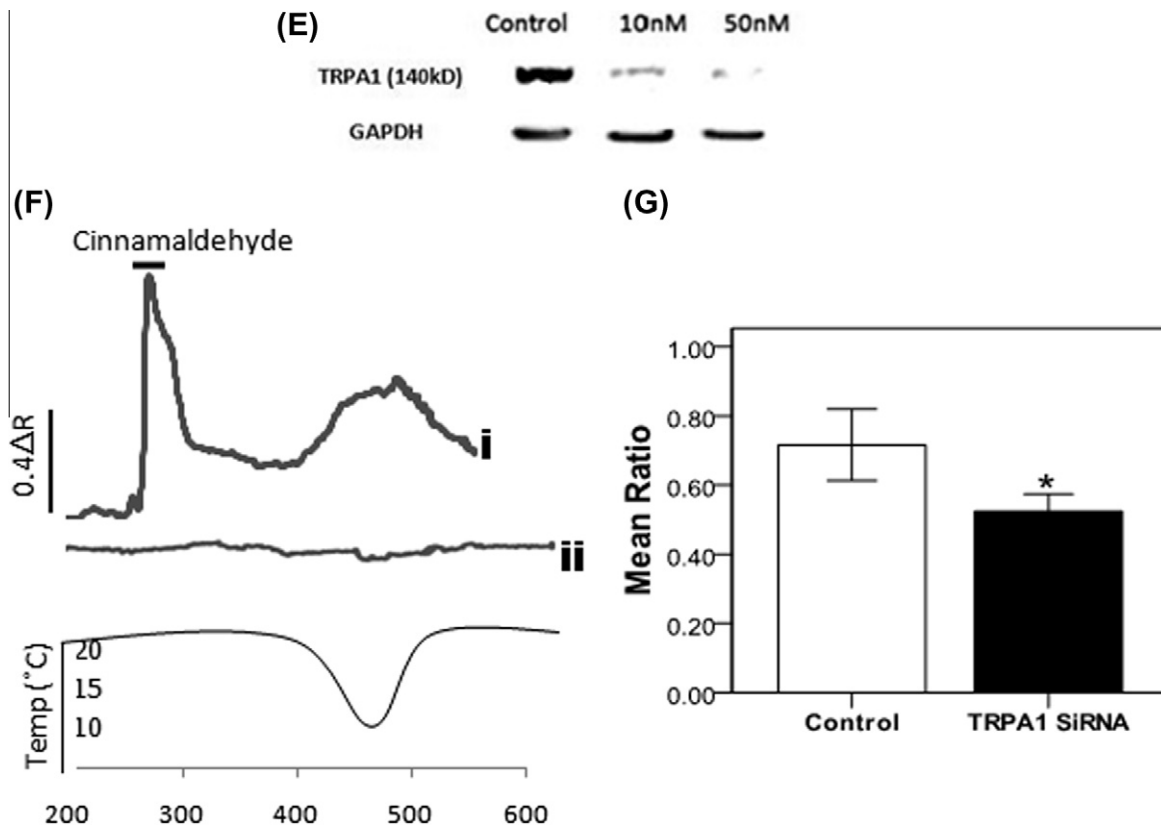 (E)
Control 10nM 50nM
TRPA1 (140kD)
GAPDH
(F)
(G)
Cinnamaldehyde
0.4ΔR
i
ii
Temp (°C)
20
15
10
200 300 400 500 600
Mean Ratio
1.00
0.80
0.60
0.40
0.20
0.00
*
Control TRPA1 SiRNA